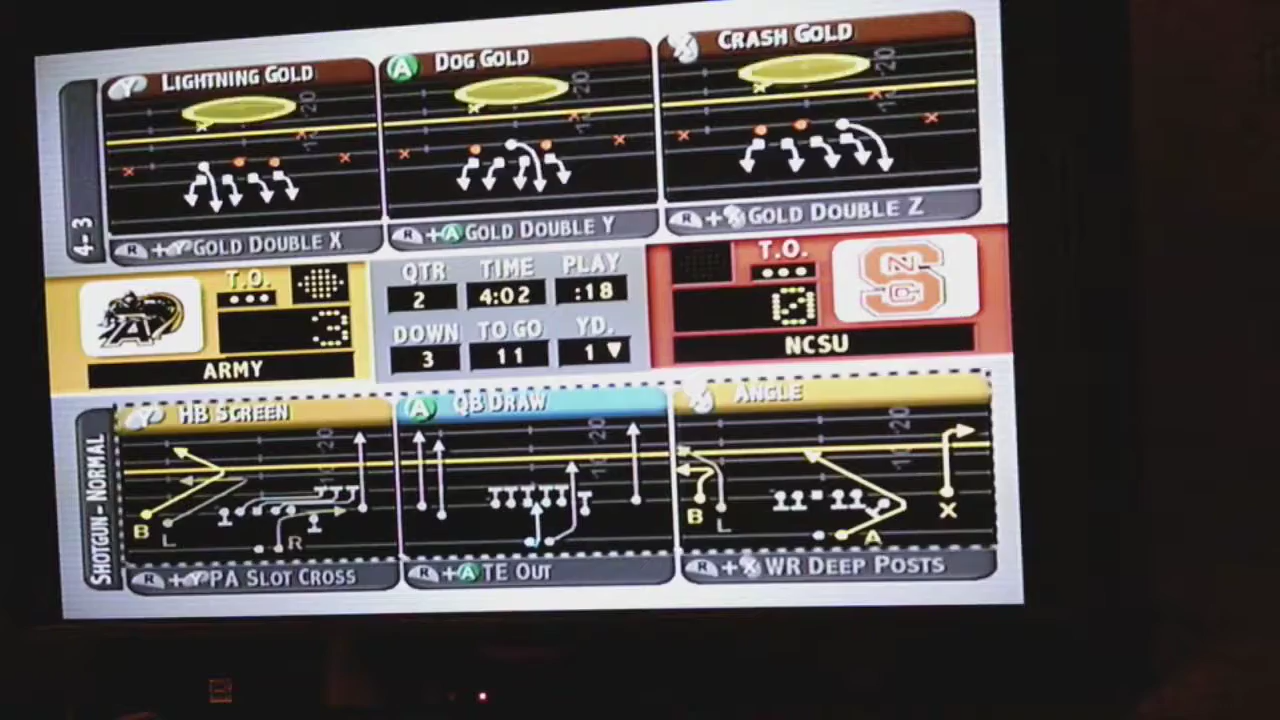 LIGHTNING GOLD
DOG GOLD
CRASH GOLD
4-3
R + Y GOLD DOUBLE X
R + A GOLD DOUBLE Y
R + X GOLD DOUBLE Z
T.O.
3
ARMY
QTR TIME PLAY
2 4:02 :18
DOWN TO GO YD.
3 11 1▼
T.O.
0
NCSU
SHOTGUN - NORMAL
Y HB SCREEN
A QB DRAW
X ANGLE
B L R
B L A X
R + Y PA SLOT CROSS
R + A TE OUT
R + X WR DEEP POSTS